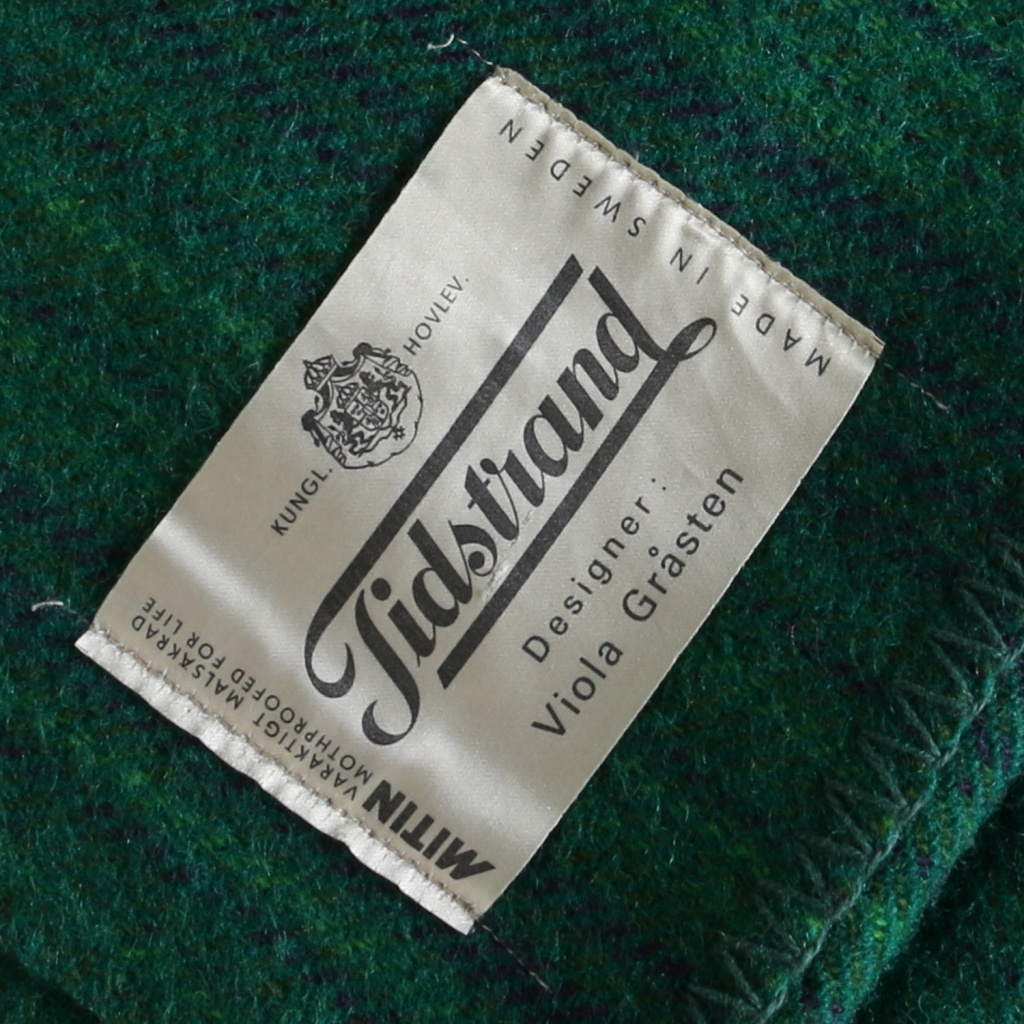 KUNGL. HOVLEV.
Tidstrand
Designer:
Viola Gråsten
MADE IN SWEDEN
MITIN VARAKTIGT MALSÄKRAD
MOTHPROOFED FOR LIFE